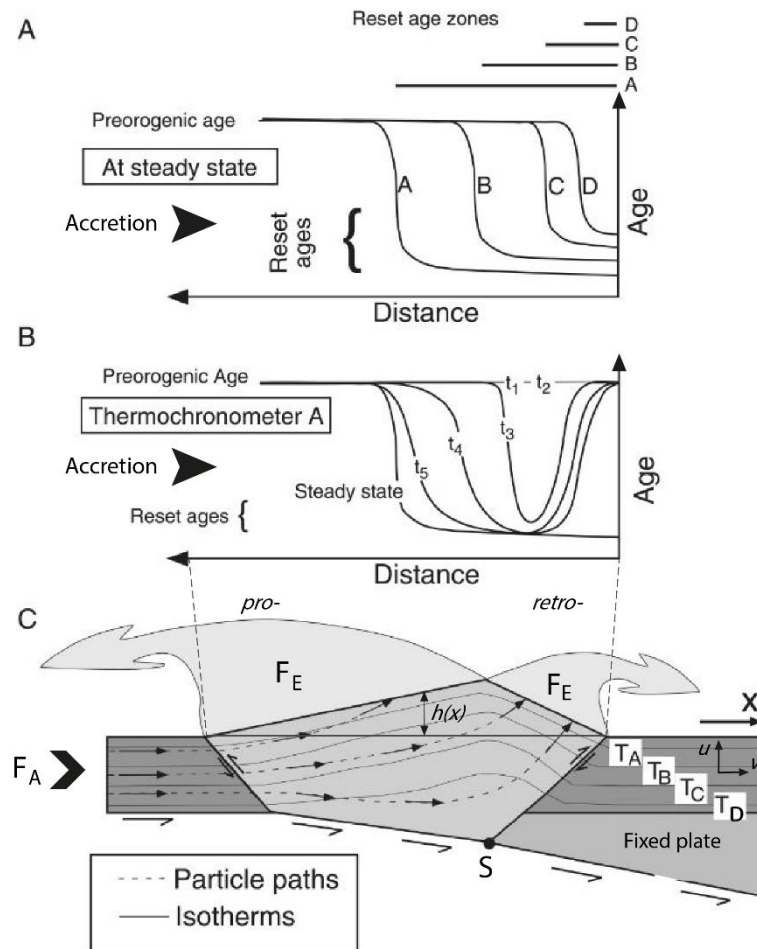 A
Reset age zones
D
C
B
A
Preorogenic age
At steady state
A B C D
Accretion
Reset ages
Age
Distance
B
Preorogenic Age
t1 - t2
Thermochronometer A
t3
t4
Accretion
t5
Steady state
Age
Reset ages
Distance
pro- retro-
C
FE FE
h(x)
X
FA
u
v
TA
TB
TC
TD
Fixed plate
S
Particle paths
Isotherms